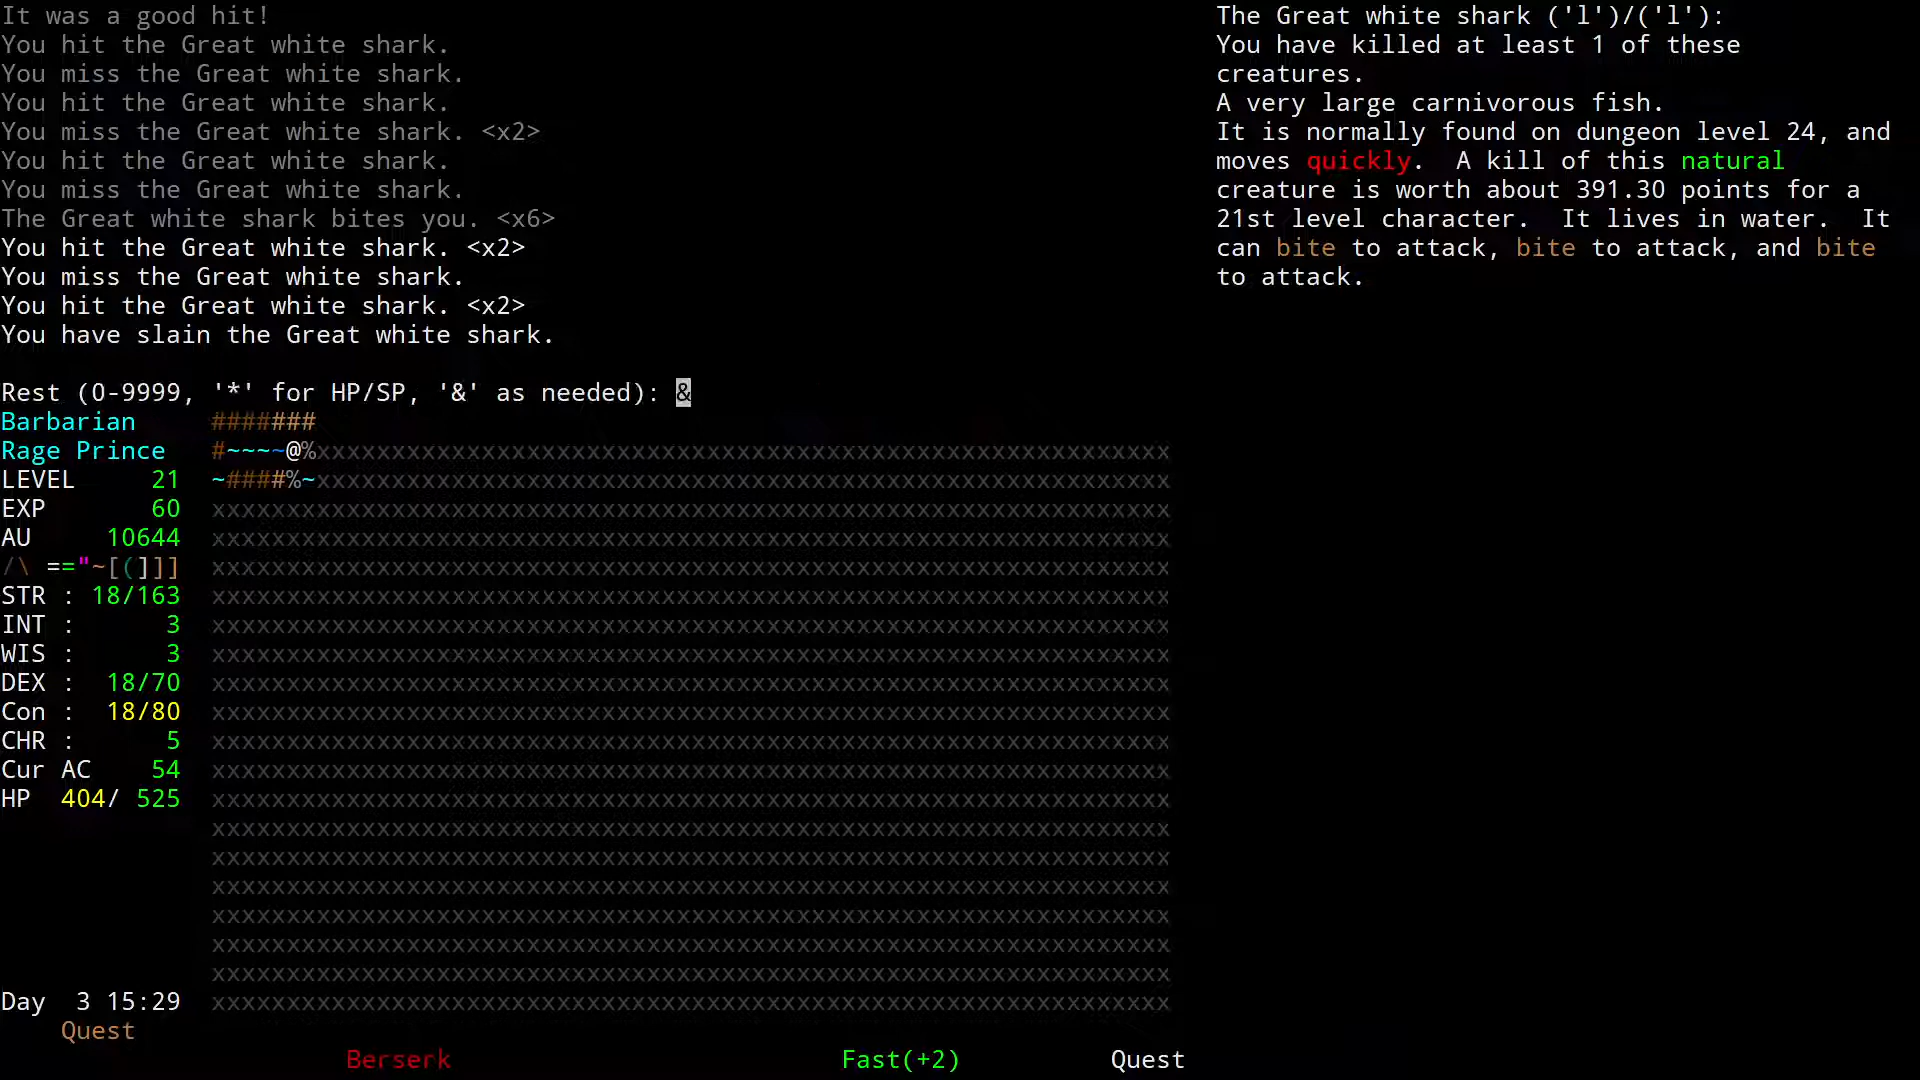 It was a good hit!
You hit the Great white shark.
You miss the Great white shark.
You hit the Great white shark.
You miss the Great white shark. <x2>
You hit the Great white shark.
You miss the Great white shark.
The Great white shark bites you. <x6>
You hit the Great white shark. <x2>
You miss the Great white shark.
You hit the Great white shark. <x2>
You have slain the Great white shark.
The Great white shark ('l')/('l'):
You have killed at least 1 of these
creatures.
A very large carnivorous fish.
It is normally found on dungeon level 24, and
moves quickly.  A kill of this natural
creature is worth about 391.30 points for a
21st level character.  It lives in water.  It
can bite to attack, bite to attack, and bite
to attack.
Rest (0-9999, '*' for HP/SP, '&' as needed): &
Barbarian
Rage Prince
LEVEL 21
EXP 60
AU 10644
/\ =="~[(]]]
STR : 18/163
INT : 3
WIS : 3
DEX : 18/70
Con : 18/80
CHR : 5
Cur AC 54
HP 404/ 525
Day 3 15:29
Quest
Berserk
Fast(+2)
Quest